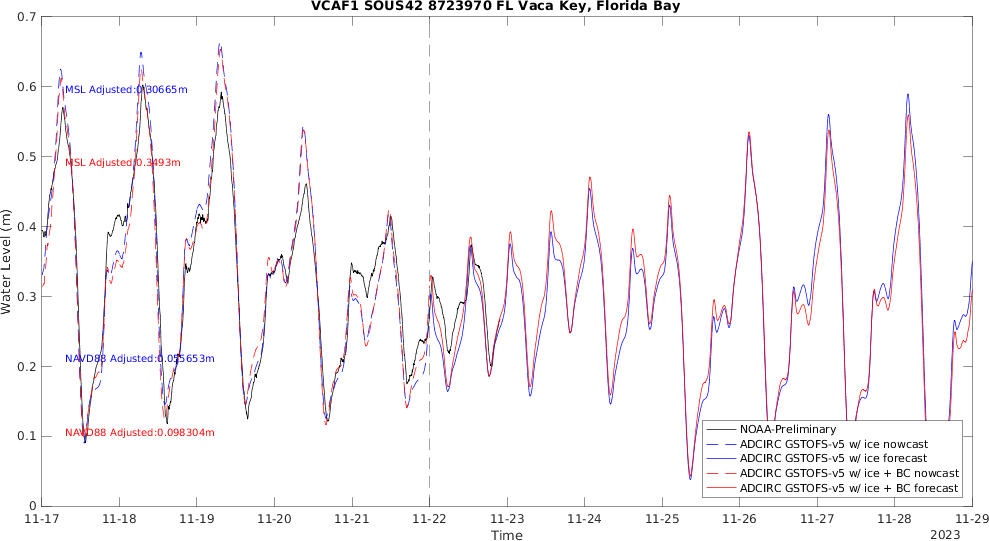 VCAF1 SOUS42 8723970 FL Vaca Key, Florida Bay
0.7
0.6
0.5
0.4
0.3
0.2
0.1
0
Water Level (m)
MSL Adjusted:0.30665m
MSL Adjusted:0.3493m
NAVD88 Adjusted:0.055653m
NAVD88 Adjusted:0.098304m
NOAA-Preliminary
ADCIRC GSTOFS-v5 w/ ice nowcast
ADCIRC GSTOFS-v5 w/ ice forecast
ADCIRC GSTOFS-v5 w/ ice + BC nowcast
ADCIRC GSTOFS-v5 w/ ice + BC forecast
11-17 11-18 11-19 11-20 11-21 11-22 11-23 11-24 11-25 11-26 11-27 11-28 11-29
Time
2023